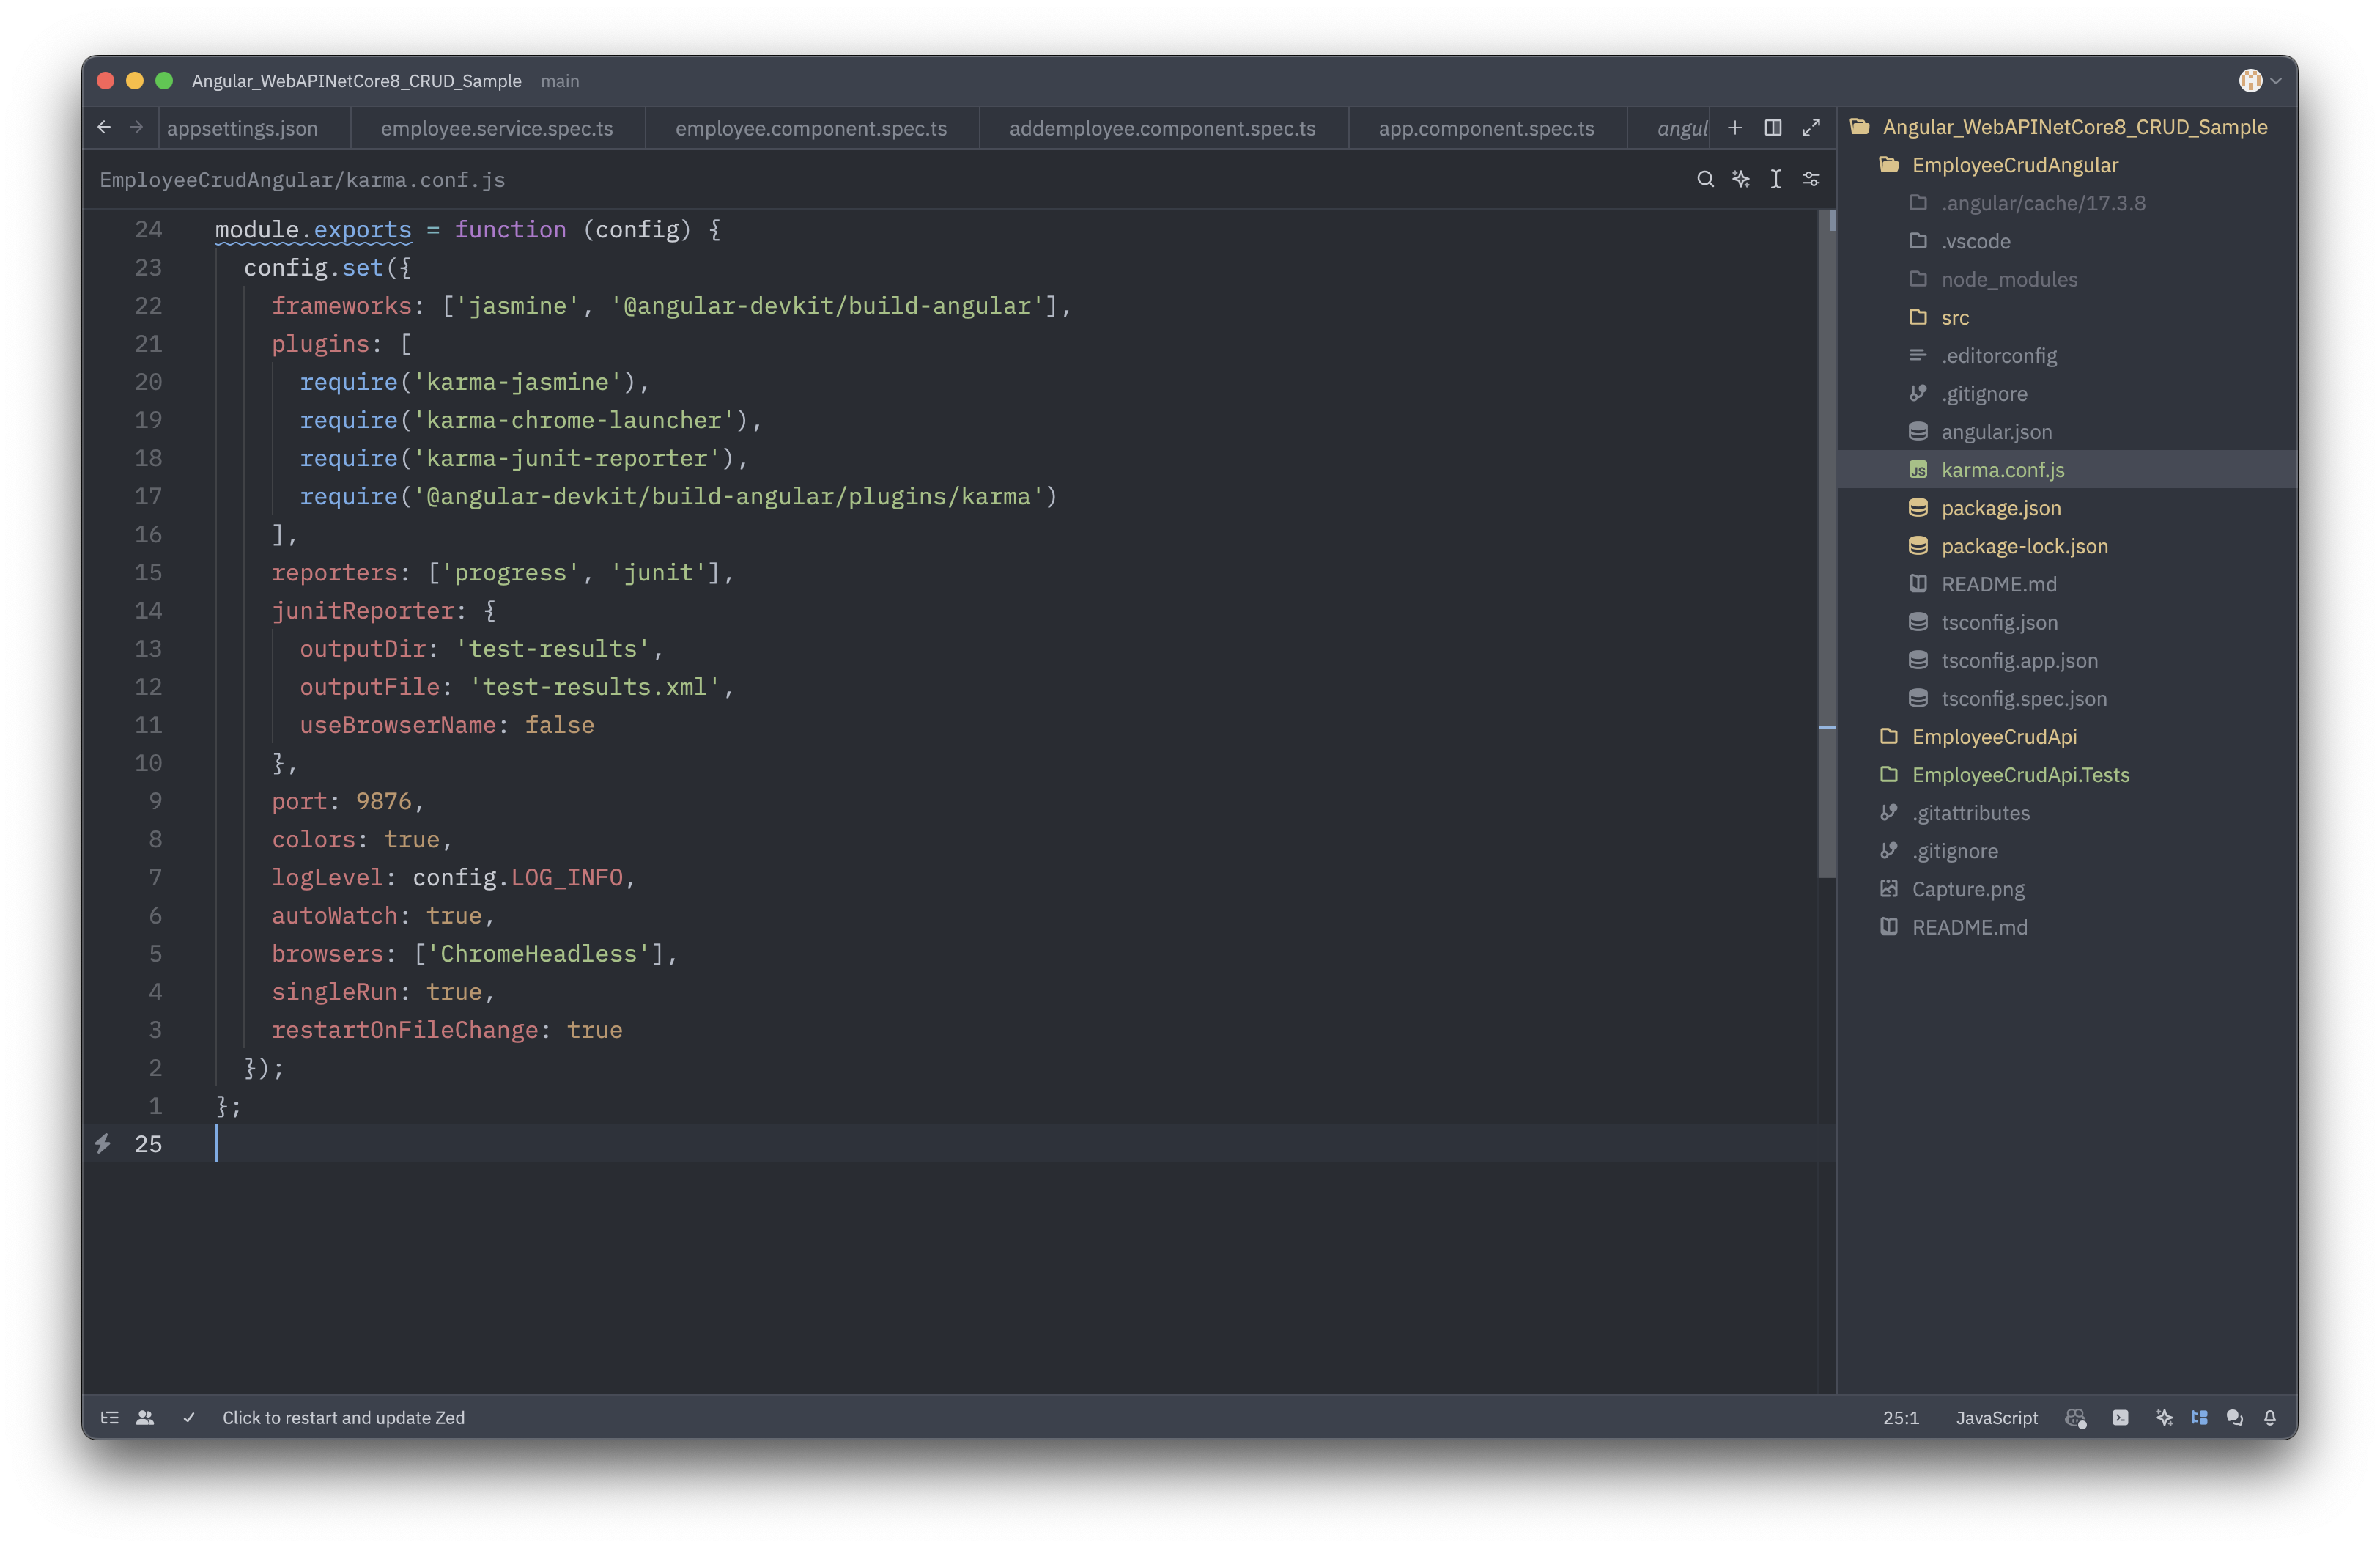 Angular_WebAPINetCore8_CRUD_Sample main
appsettings.json employee.service.spec.ts employee.component.spec.ts addemployee.component.spec.ts app.component.spec.ts angul
EmployeeCrudAngular/karma.conf.js
24 module.exports = function (config) {
23 config.set({
22 frameworks: ['jasmine', '@angular-devkit/build-angular'],
21 plugins: [
20 require('karma-jasmine'),
19 require('karma-chrome-launcher'),
18 require('karma-junit-reporter'),
17 require('@angular-devkit/build-angular/plugins/karma')
16 ],
15 reporters: ['progress', 'junit'],
14 junitReporter: {
13 outputDir: 'test-results',
12 outputFile: 'test-results.xml',
11 useBrowserName: false
10 },
9 port: 9876,
8 colors: true,
7 logLevel: config.LOG_INFO,
6 autoWatch: true,
5 browsers: ['ChromeHeadless'],
4 singleRun: true,
3 restartOnFileChange: true
2 });
1 };
25
Angular_WebAPINetCore8_CRUD_Sample
EmployeeCrudAngular
.angular/cache/17.3.8
.vscode
node_modules
src
.editorconfig
.gitignore
angular.json
JS karma.conf.js
package.json
package-lock.json
README.md
tsconfig.json
tsconfig.app.json
tsconfig.spec.json
EmployeeCrudApi
EmployeeCrudApi.Tests
.gitattributes
.gitignore
Capture.png
README.md
Click to restart and update Zed 25:1 JavaScript